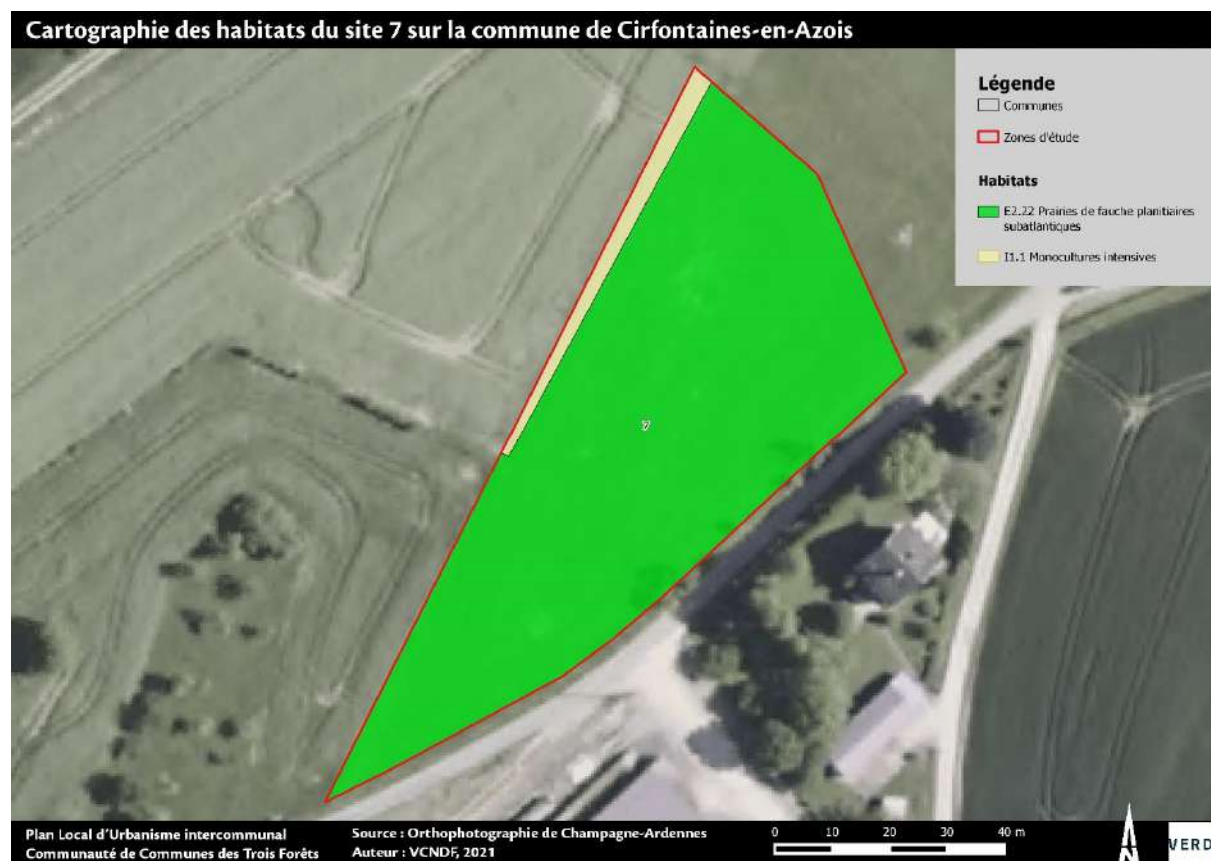 Cartographie des habitats du site 7 sur la commune de Cirfontaines-en-Azois
Légende
Communes
Zones d'étude
Habitats
E2.22 Prairies de fauche planitiaires
subatlantiques
I1.1 Monocultures intensives
7
Plan Local d'Urbanisme intercommunal
Communauté de Communes des Trois Forêts
Source : Orthophotographie de Champagne-Ardennes
Auteur : VCNDF, 2021
0 10 20 30 40 m
N
VERD